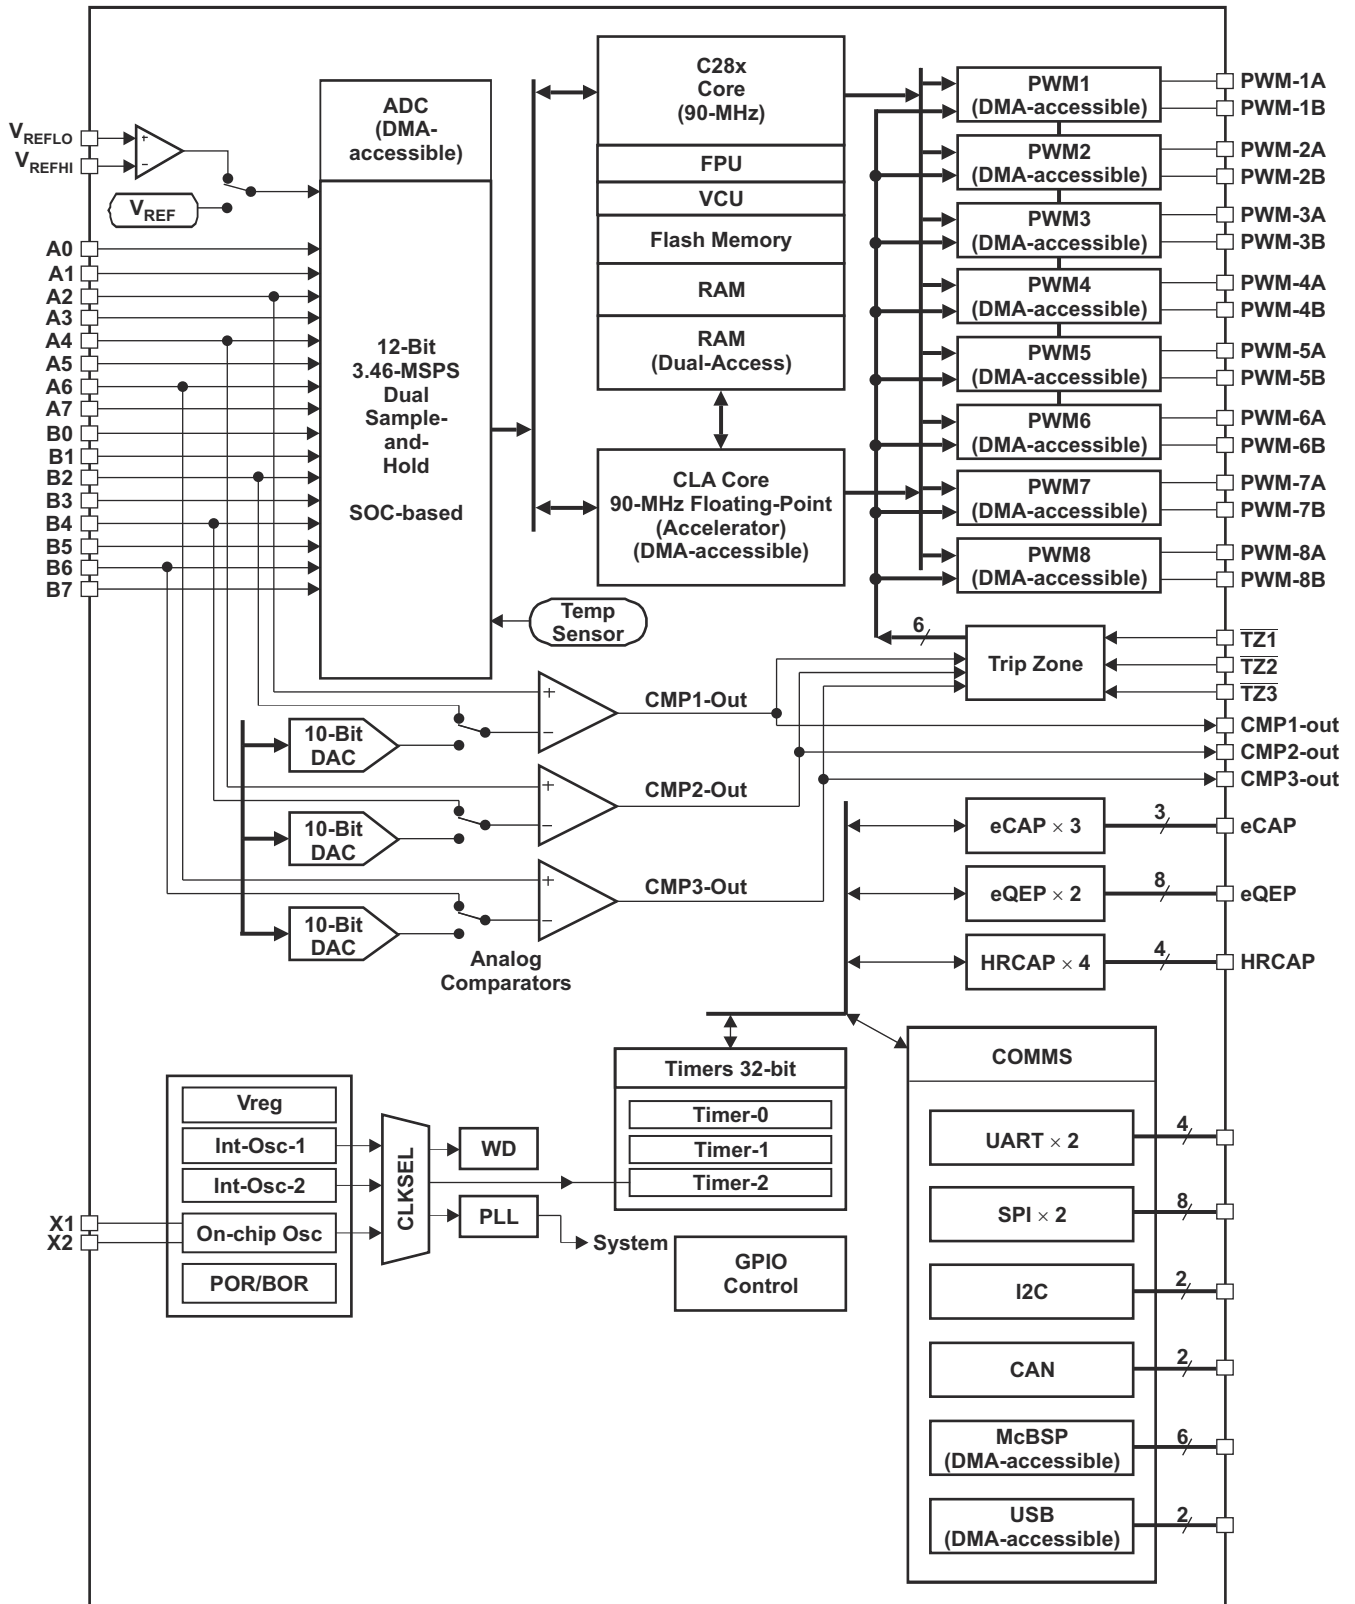 V_REFLO
V_REFHI
+
−
V_REF
A0
A1
A2
A3
A4
A5
A6
A7
B0
B1
B2
B3
B4
B5
B6
B7
ADC
(DMA-
accessible)
12-Bit
3.46-MSPS
Dual
Sample-
and-
Hold
SOC-based
Temp
Sensor
C28x
Core
(90-MHz)
FPU
VCU
Flash Memory
RAM
RAM
(Dual-Access)
CLA Core
90-MHz Floating-Point
(Accelerator)
(DMA-accessible)
PWM1
(DMA-accessible)
PWM2
(DMA-accessible)
PWM3
(DMA-accessible)
PWM4
(DMA-accessible)
PWM5
(DMA-accessible)
PWM6
(DMA-accessible)
PWM7
(DMA-accessible)
PWM8
(DMA-accessible)
PWM-1A
PWM-1B
PWM-2A
PWM-2B
PWM-3A
PWM-3B
PWM-4A
PWM-4B
PWM-5A
PWM-5B
PWM-6A
PWM-6B
PWM-7A
PWM-7B
PWM-8A
PWM-8B
6
Trip Zone
T̅Z̅1̅
T̅Z̅2̅
T̅Z̅3̅
CMP1-out
CMP2-out
CMP3-out
10-Bit
DAC
+
−
CMP1-Out
10-Bit
DAC
+
−
CMP2-Out
10-Bit
DAC
+
−
CMP3-Out
Analog
Comparators
eCAP × 3
3
eCAP
eQEP × 2
8
eQEP
HRCAP × 4
4
HRCAP
Timers 32-bit
Timer-0
Timer-1
Timer-2
Vreg
Int-Osc-1
Int-Osc-2
On-chip Osc
POR/BOR
X1
X2
CLKSEL
WD
PLL
System
GPIO
Control
COMMS
UART × 2
4
SPI × 2
8
I2C
2
CAN
2
McBSP
(DMA-accessible)
6
USB
(DMA-accessible)
2